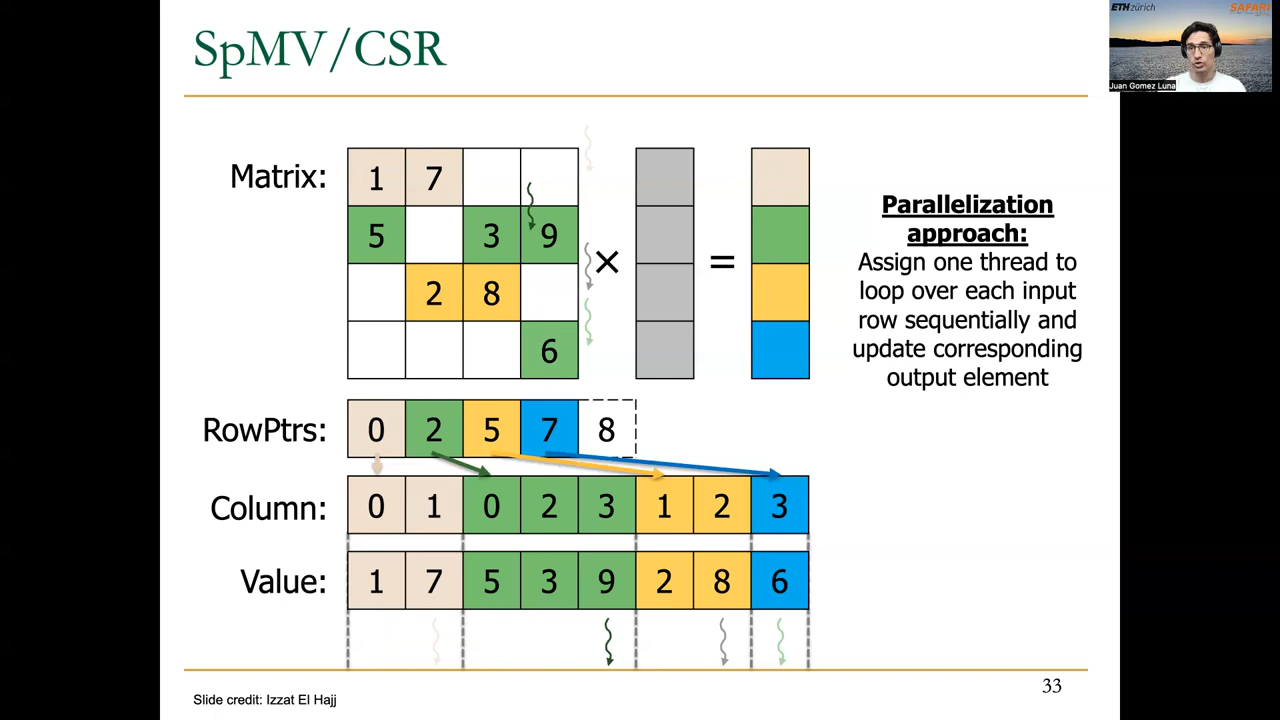 SpMV/CSR
ETH zürich
SAFARI
Juan Gomez Luna
Matrix:
1 7
5 3 9
2 8
6
×
=
Parallelization
approach:
Assign one thread to
loop over each input
row sequentially and
update corresponding
output element
RowPtrs: 0 2 5 7 8
Column: 0 1 0 2 3 1 2 3
Value: 1 7 5 3 9 2 8 6
Slide credit: Izzat El Hajj
33